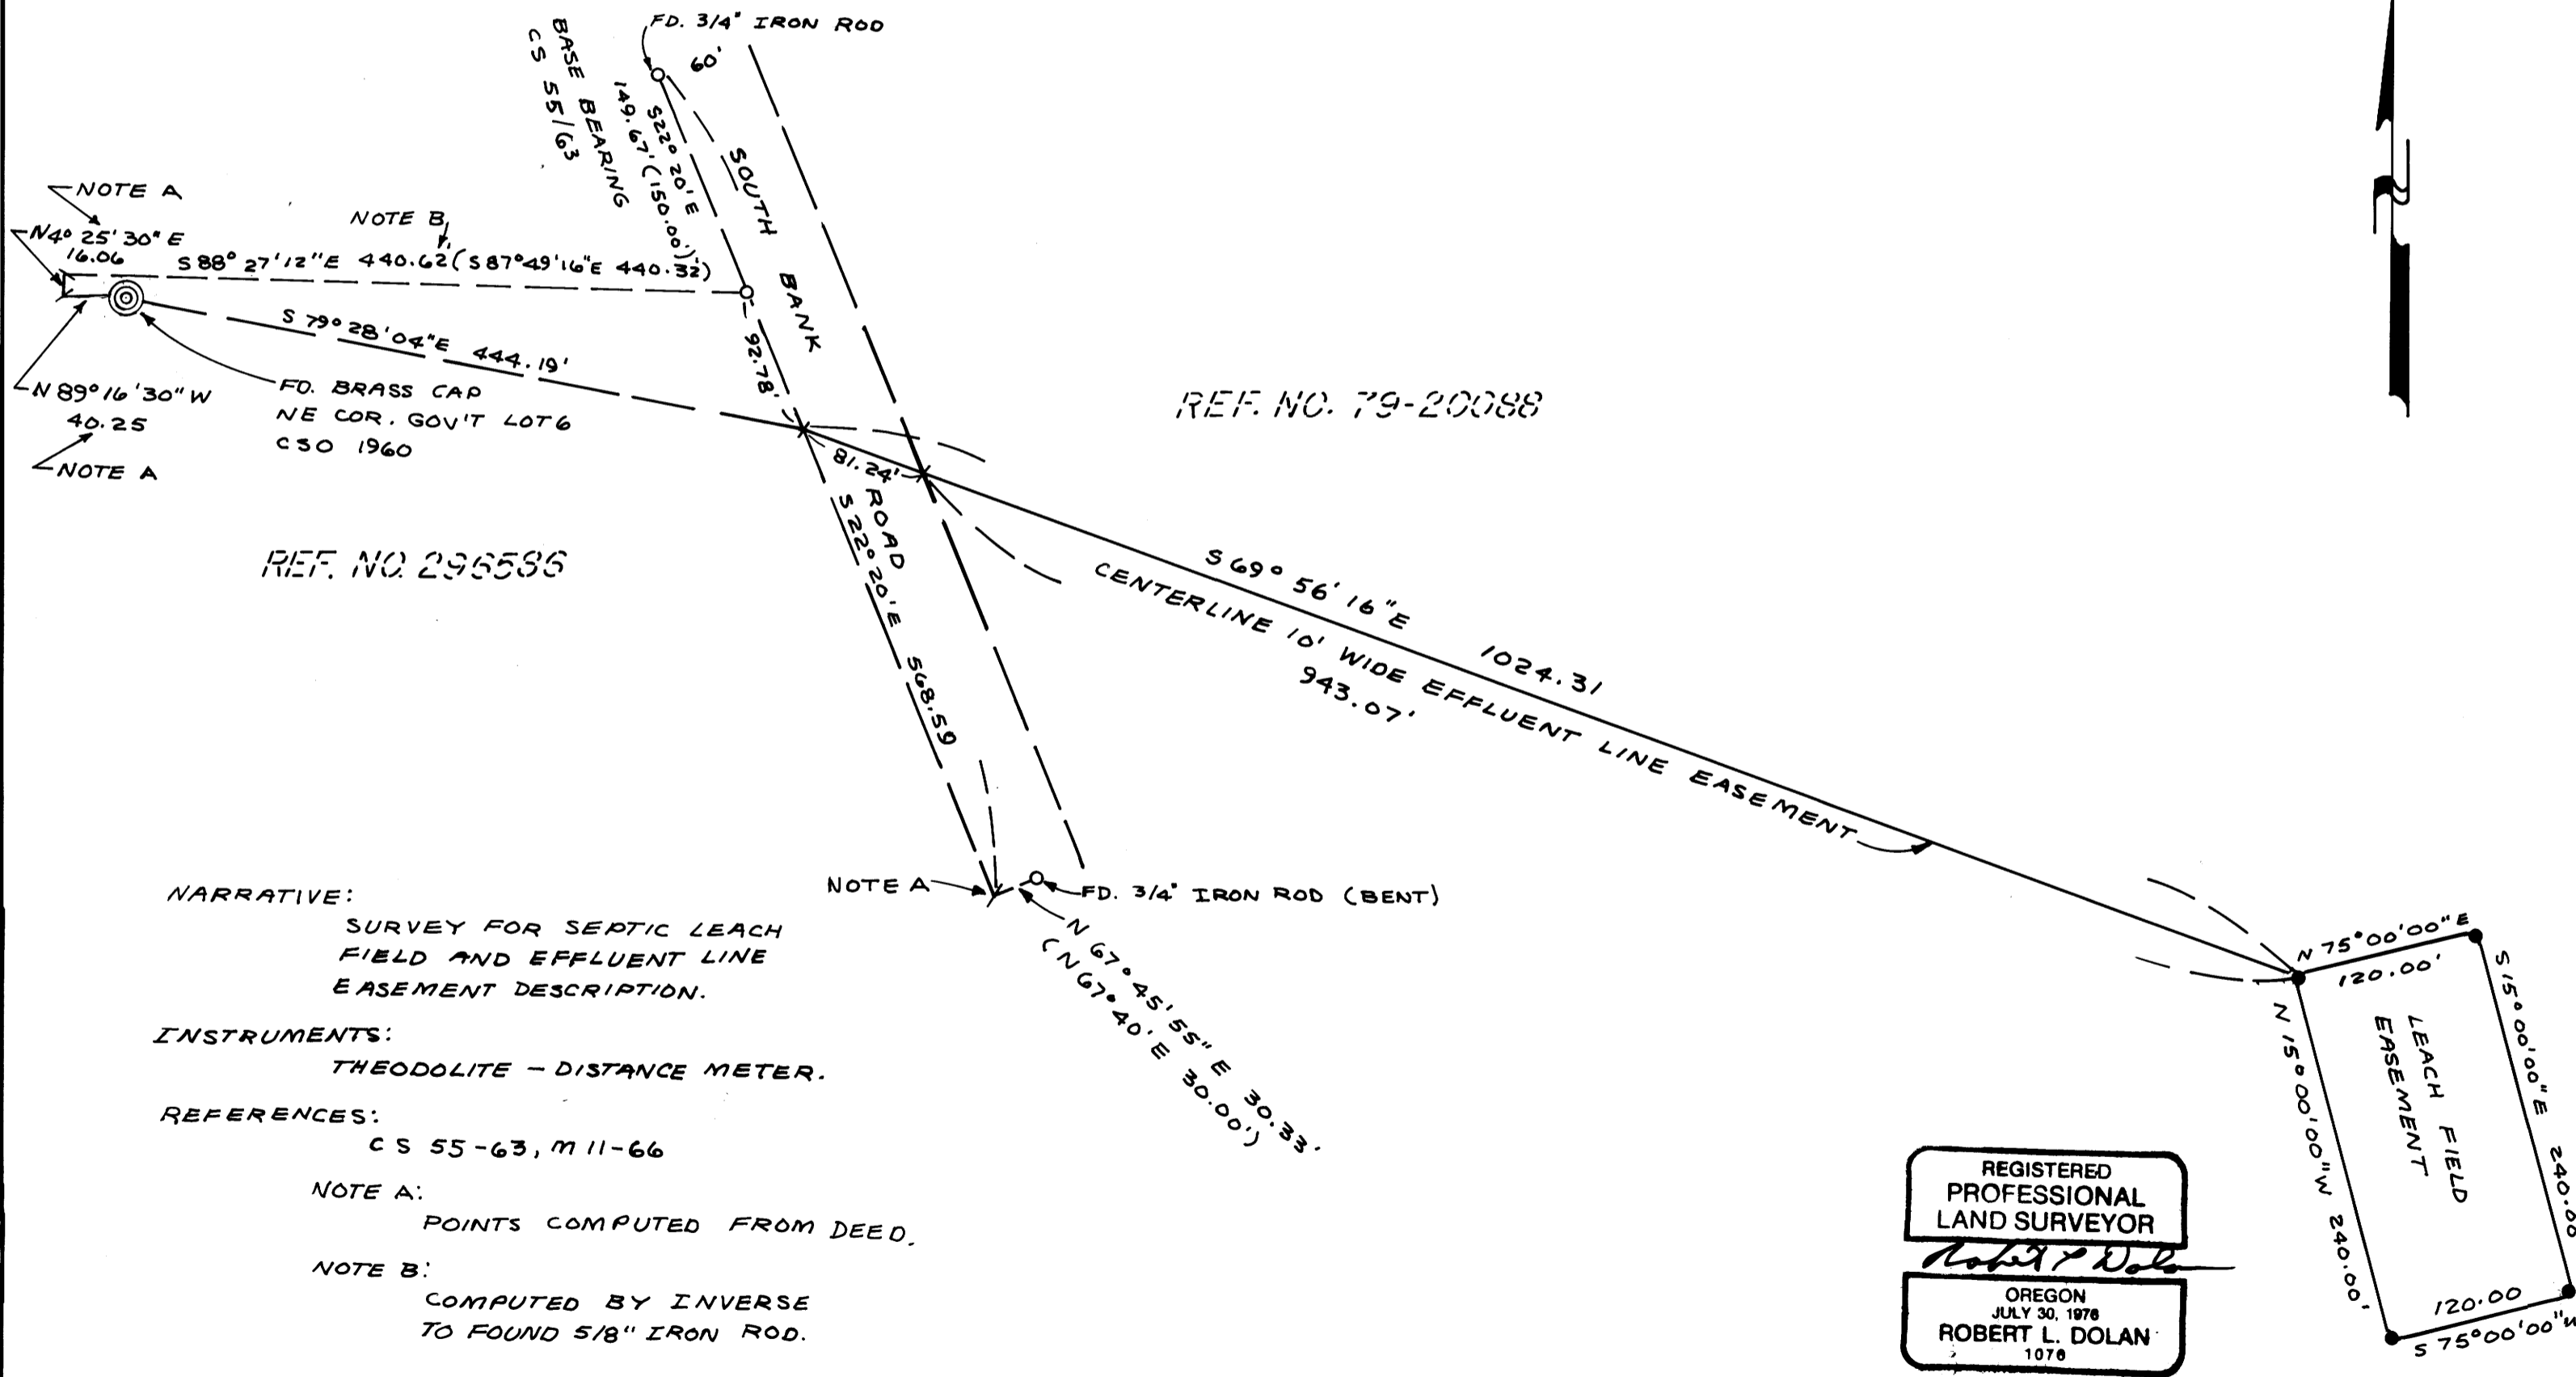 FD. 3/4" IRON ROD
60'
BASE BEARING
CS 55/63
S22° 20' E
149.67' (150.00')
SOUTH BANK ROAD
NOTE A
N4° 25' 30" E
16.06
NOTE B
S 88° 27' 12" E 440.62' (S 87° 49' 16" E 440.32)
S 79° 28' 04" E 444.19'
92.78'
N 89° 16' 30" W
40.25
NOTE A
FD. BRASS CAP
NE COR. GOV'T LOT 6
CSO 1960
REF. NO. 79-20088
81.24'
S 22° 20' E 568.59
REF. NO. 296586
S 69° 56' 16" E 1024.31
CENTERLINE 10' WIDE EFFLUENT LINE EASEMENT
943.07'
NOTE A
FD. 3/4" IRON ROD (BENT)
N 67° 45' 55" E 30.33'
(N 67° 40' E 30.00')
N 75° 00' 00" E
120.00'
S 15° 00' 00" E 240.00
LEACH FIELD
EASEMENT
N 15° 00' 00" W 240.00'
120.00
S 75° 00' 00" W
NARRATIVE:
SURVEY FOR SEPTIC LEACH
FIELD AND EFFLUENT LINE
EASEMENT DESCRIPTION.
INSTRUMENTS:
THEODOLITE - DISTANCE METER.
REFERENCES:
CS 55-63, M 11-66
NOTE A:
POINTS COMPUTED FROM DEED.
NOTE B:
COMPUTED BY INVERSE
TO FOUND 5/8" IRON ROD.
REGISTERED
PROFESSIONAL
LAND SURVEYOR
Robert L Dolan
OREGON
JULY 30, 1976
ROBERT L. DOLAN
1076